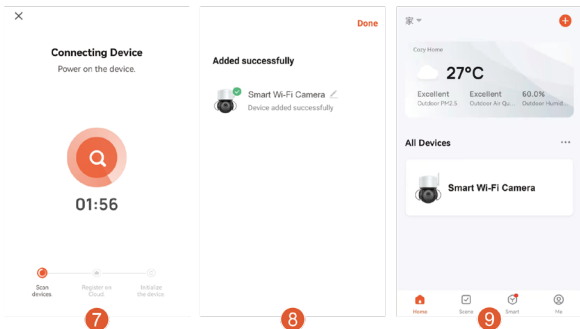 Connecting Device
Power on the device.
01:56
Scan devices
Register on Cloud
Initialize the device
7
Done
Added successfully
Smart Wi-Fi Camera
Device added successfully
8
家
Cozy Home
27°C
Excellent
Outdoor PM2.5
Excellent
Outdoor Air Qu...
60.0%
Outdoor Humid...
All Devices
Smart Wi-Fi Camera
Home
Scene
Smart
Me
9